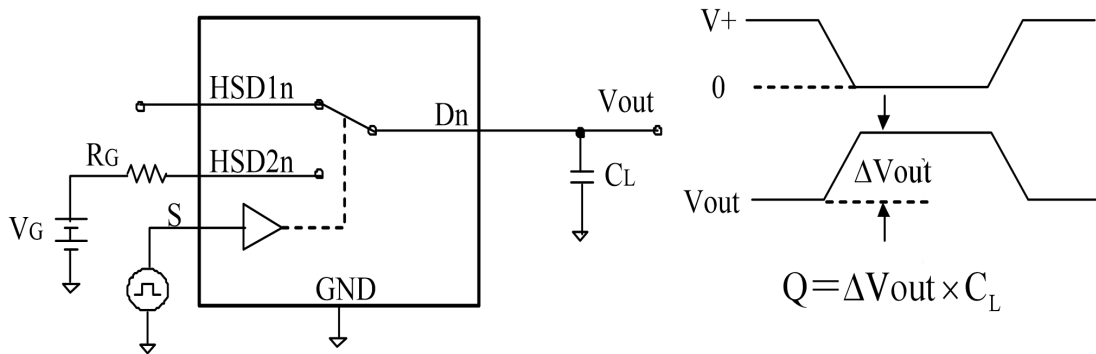 HSD1n
Dn
Vout
RG
HSD2n
CL
VG
S
GND
V+
0
ΔVout
Vout
Q=ΔVout×CL